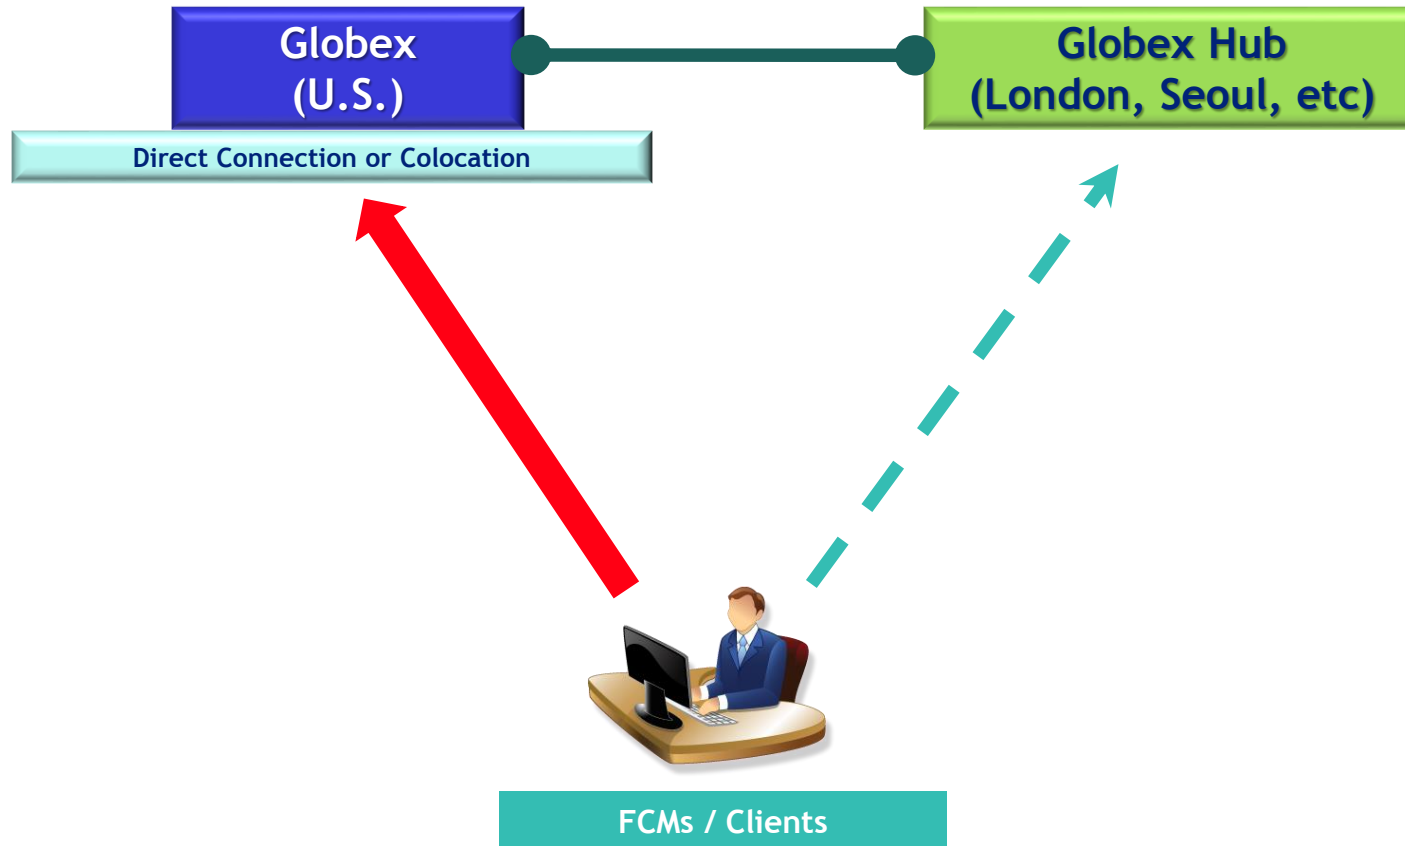 Globex
(U.S.)
Globex Hub
(London, Seoul, etc)
Direct Connection or Colocation
FCMs / Clients